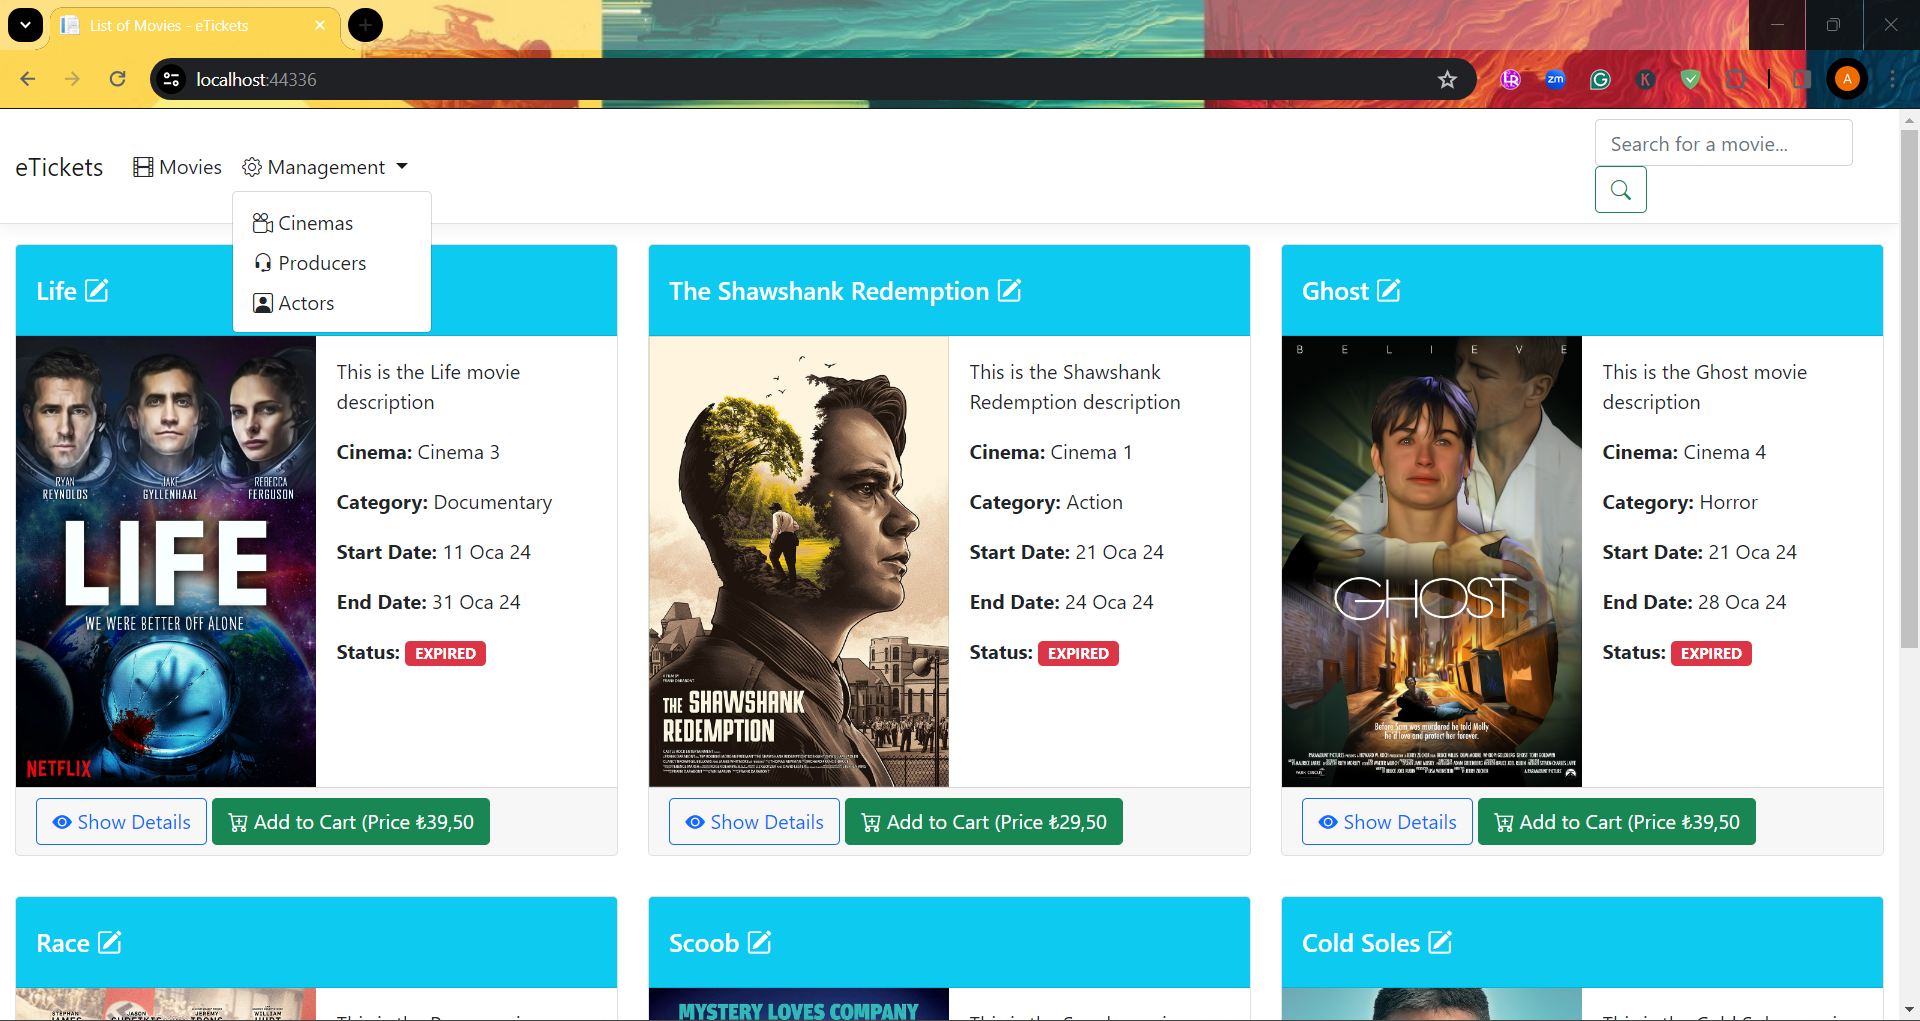 List of Movies - eTickets
localhost:44336
eTickets
Movies
Management
Search for a movie...
Cinemas
Producers
Actors
Life
RYAN REYNOLDS
JAKE GYLLENHAAL
REBECCA FERGUSON
LIFE
WE WERE BETTER OFF ALONE
NETFLIX
This is the Life movie
description
Cinema: Cinema 3
Category: Documentary
Start Date: 11 Oca 24
End Date: 31 Oca 24
Status: EXPIRED
Show Details
Add to Cart (Price ₺39,50
The Shawshank Redemption
THE SHAWSHANK
REDEMPTION
This is the Shawshank
Redemption description
Cinema: Cinema 1
Category: Action
Start Date: 21 Oca 24
End Date: 24 Oca 24
Status: EXPIRED
Show Details
Add to Cart (Price ₺29,50
Ghost
BELIEVE
GHOST
Before Sam was murdered he told Molly
he'd love and protect her forever.
This is the Ghost movie
description
Cinema: Cinema 4
Category: Horror
Start Date: 21 Oca 24
End Date: 28 Oca 24
Status: EXPIRED
Show Details
Add to Cart (Price ₺39,50
Race
STEPHAN
JASON
JEREMY
WILLIAM
Scoob
MYSTERY LOVES COMPANY
Cold Soles